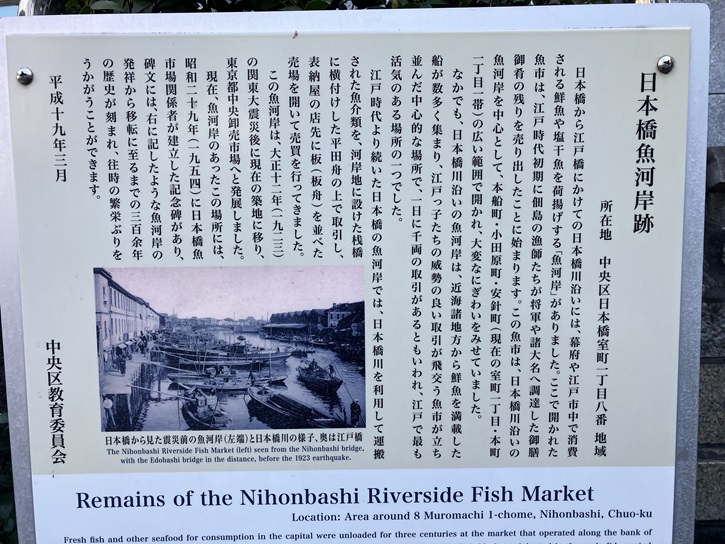 日本橋魚河岸跡
所在地　中央区日本橋室町一丁目八番 地域
日本橋から江戸橋にかけての日本橋川沿いには、幕府や江戸市中で消費
される鮮魚や塩干魚を荷揚げする「魚河岸」がありました。ここで開かれた
魚市は、江戸時代初期に佃島の漁師たちが将軍や諸大名へ調達した御膳
御肴の残りを売り出したことに始まります。この魚市は、日本橋川沿いの
魚河岸を中心として、本船町・小田原町・安針町（現在の室町一丁目・本町
一丁目一帯）の広い範囲で開かれ、大変なにぎわいをみせていました。
なかでも、日本橋川沿いの魚河岸は、近海諸地方から鮮魚を満載した
船が数多く集まり、江戸っ子たちの威勢の良い取引が飛交う魚市が立ち
並んだ中心的な場所で、一日に千両の取引があるともいわれ、江戸で最も
活気のある場所の一つでした。
江戸時代より続いた日本橋の魚河岸では、日本橋川を利用して運搬
された魚介類を、河岸地に設けた桟橋
に横付けした平田舟の上で取引し、
表納屋の店先に板（板舟）を並べた
売場を開いて売買を行ってきました。
この魚河岸は、大正十二年（一九二三）
の関東大震災後に現在の築地に移り、
東京都中央卸売市場へと発展しました。
現在、魚河岸のあったこの場所には、
昭和二十九年（一九五四）に日本橋魚
市場関係者が建立した記念碑があり、
碑文には、右に記したような魚河岸の
発祥から移転に至るまでの三百余年
の歴史が刻まれ、往時の繁栄ぶりを
うかがうことができます。
平成十九年三月
中央区教育委員会
日本橋から見た震災前の魚河岸（左端）と日本橋川の様子、奥は江戸橋
The Nihonbashi Riverside Fish Market (left) seen from the Nihonbashi bridge,
with the Edobashi bridge in the distance, before the 1923 earthquake.
Remains of the Nihonbashi Riverside Fish Market
Location: Area around 8 Muromachi 1-chome, Nihonbashi, Chuo-ku
Fresh fish and other seafood for consumption in the capital were unloaded for three centuries at the market that operated along the bank of